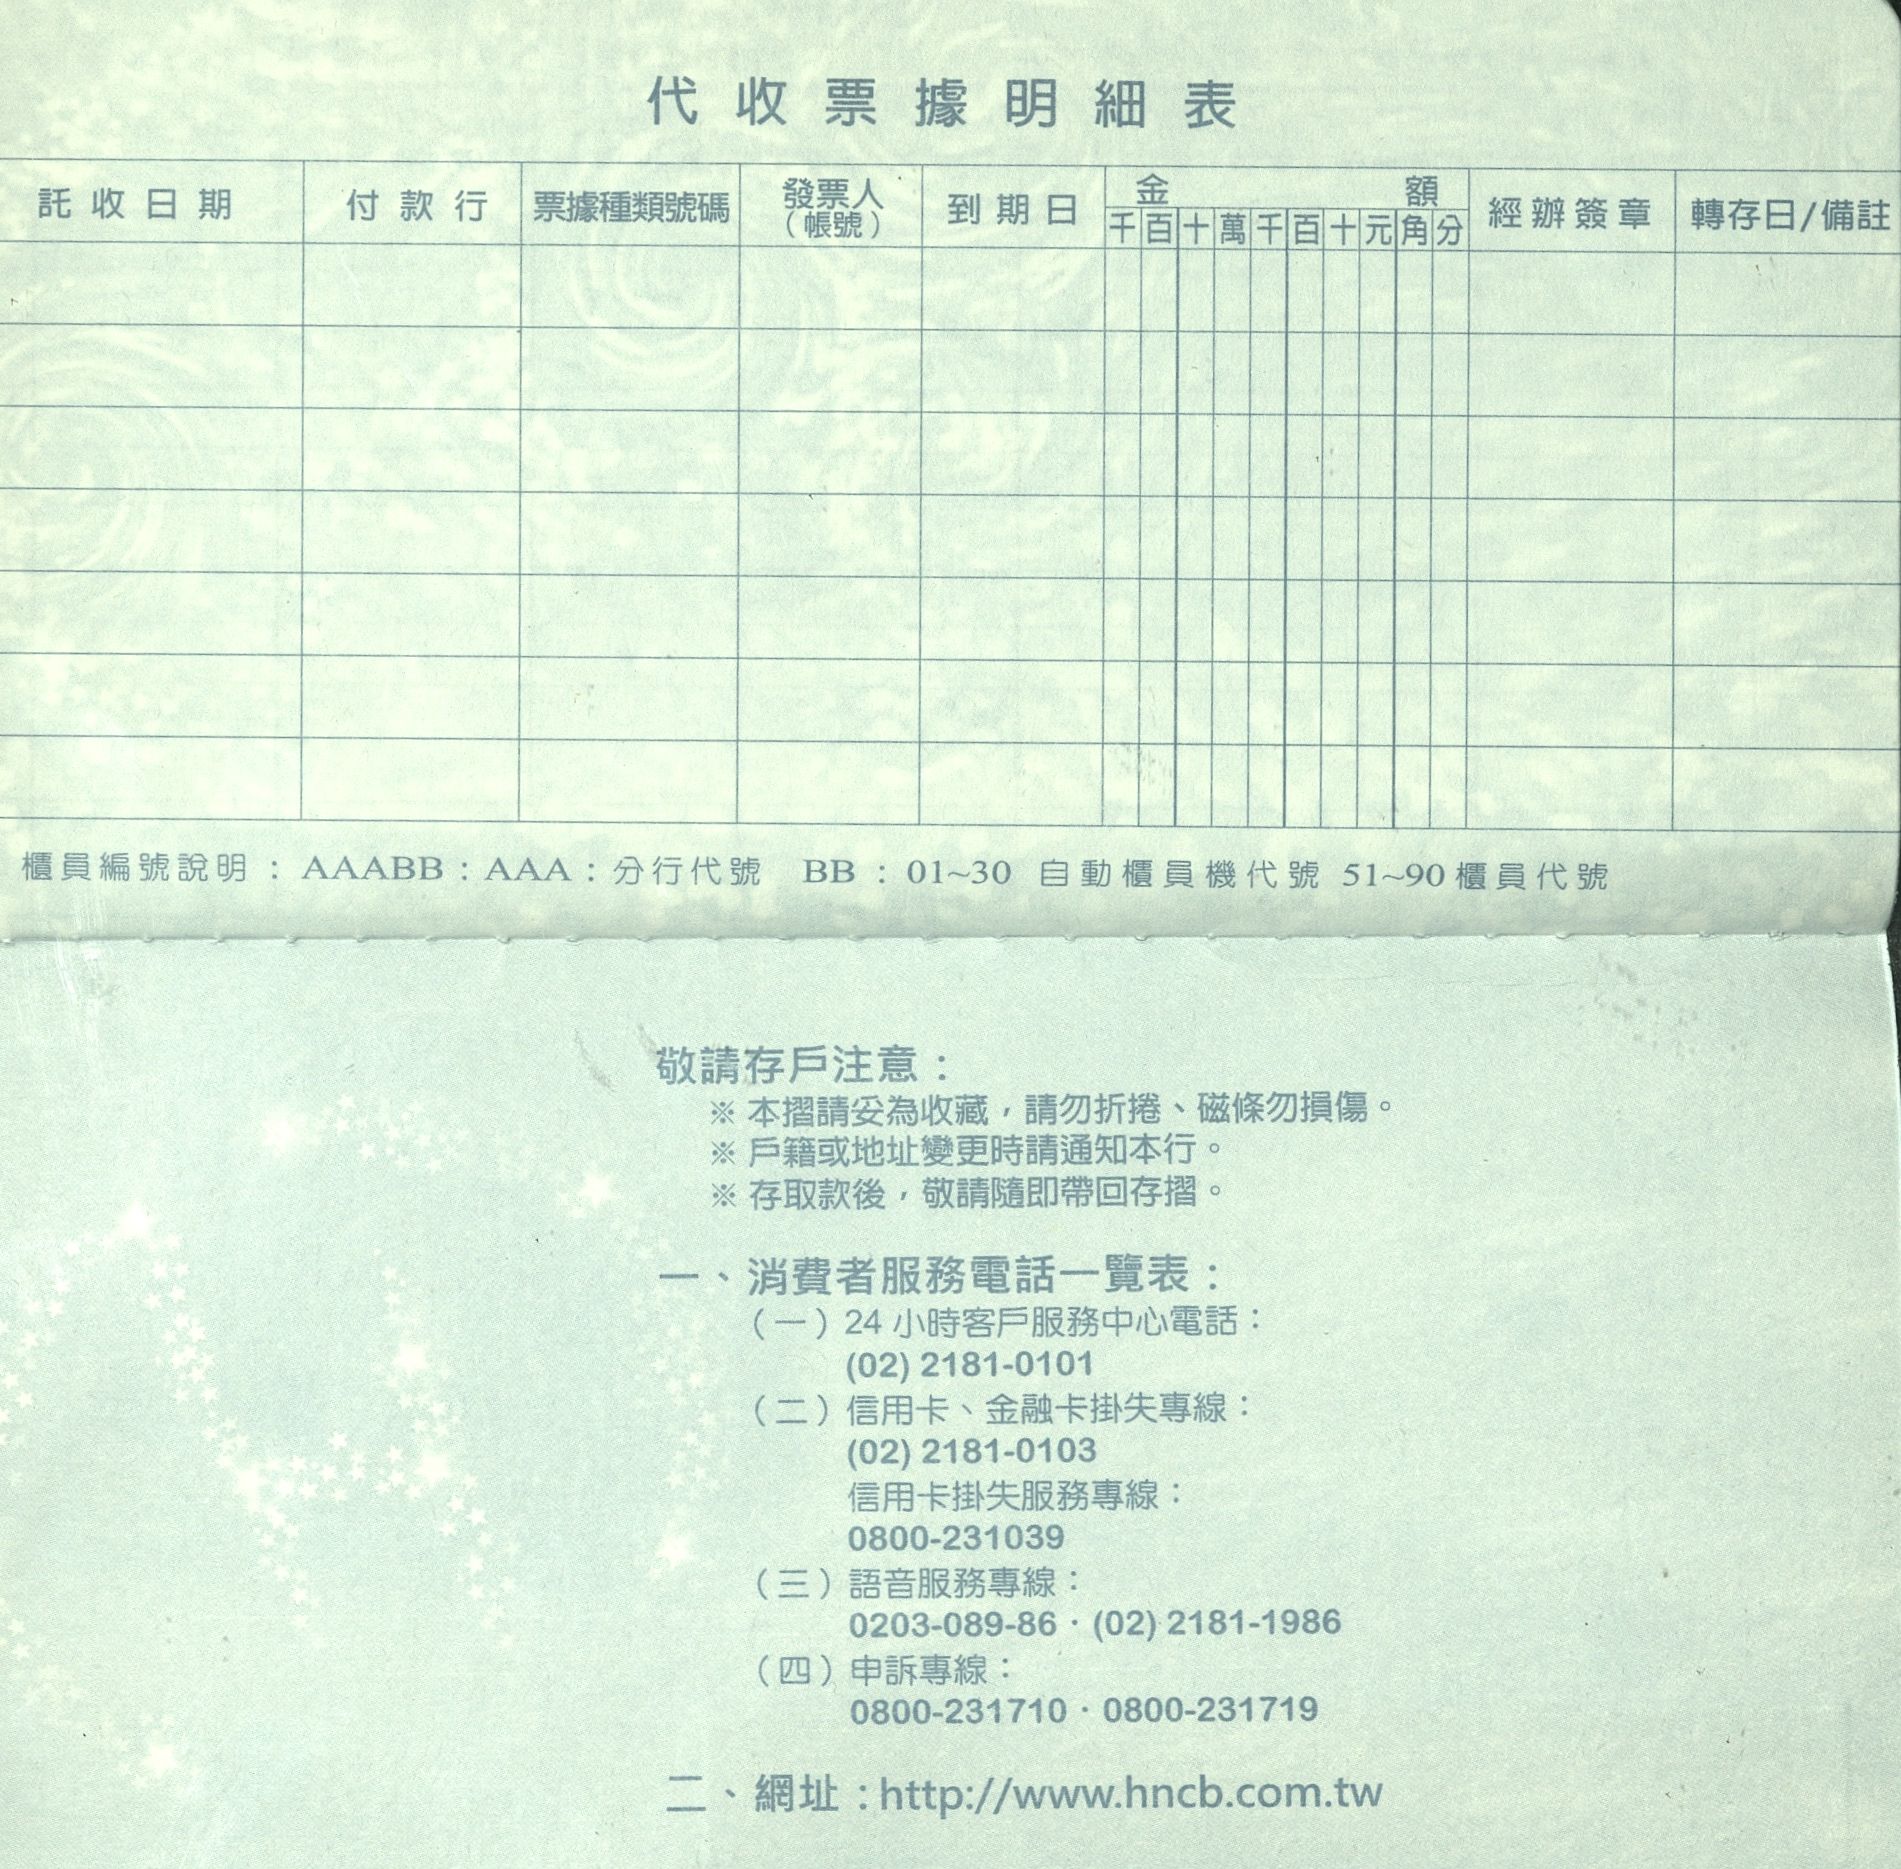 代收票據明細表
託收日期 付款行 票據種類號碼 發票人（帳號） 到期日 金額 經辦簽章 轉存日/備註
千百十萬千百十元角分
櫃員編號說明：AAABB：AAA：分行代號 BB：01~30 自動櫃員機代號 51~90櫃員代號
敬請存戶注意：
※本摺請妥為收藏，請勿折捲、磁條勿損傷。
※戶籍或地址變更時請通知本行。
※存取款後，敬請隨即帶回存摺。
一、消費者服務電話一覽表：
（一）24小時客戶服務中心電話：
(02) 2181-0101
（二）信用卡、金融卡掛失專線：
(02) 2181-0103
信用卡掛失服務專線：
0800-231039
（三）語音服務專線：
0203-089-86・(02) 2181-1986
（四）申訴專線：
0800-231710・0800-231719
二、網址：http://www.hncb.com.tw